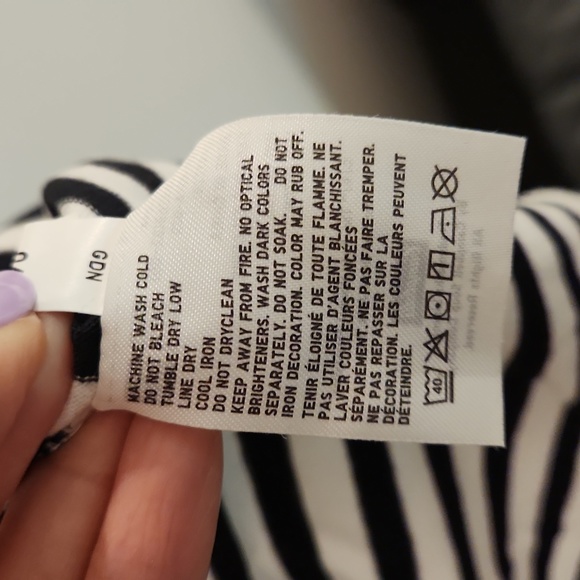 GDN
MACHINE WASH COLD
DO NOT BLEACH
TUMBLE DRY LOW
LINE DRY
COOL IRON
DO NOT DRYCLEAN
KEEP AWAY FROM FIRE. NO OPTICAL
BRIGHTENERS. WASH DARK COLORS
SEPARATELY. DO NOT SOAK. DO NOT
IRON DECORATION. COLOR MAY RUB OFF.
TENIR ÉLOIGNÉ DE TOUTE FLAMME. NE
PAS UTILISER D'AGENT BLANCHISSANT.
LAVER COULEURS FONCÉES
SÉPARÉMENT. NE PAS FAIRE TREMPER.
NE PAS REPASSER SUR LA
DÉCORATION. LES COULEURS PEUVENT
DÉTEINDRE.
40